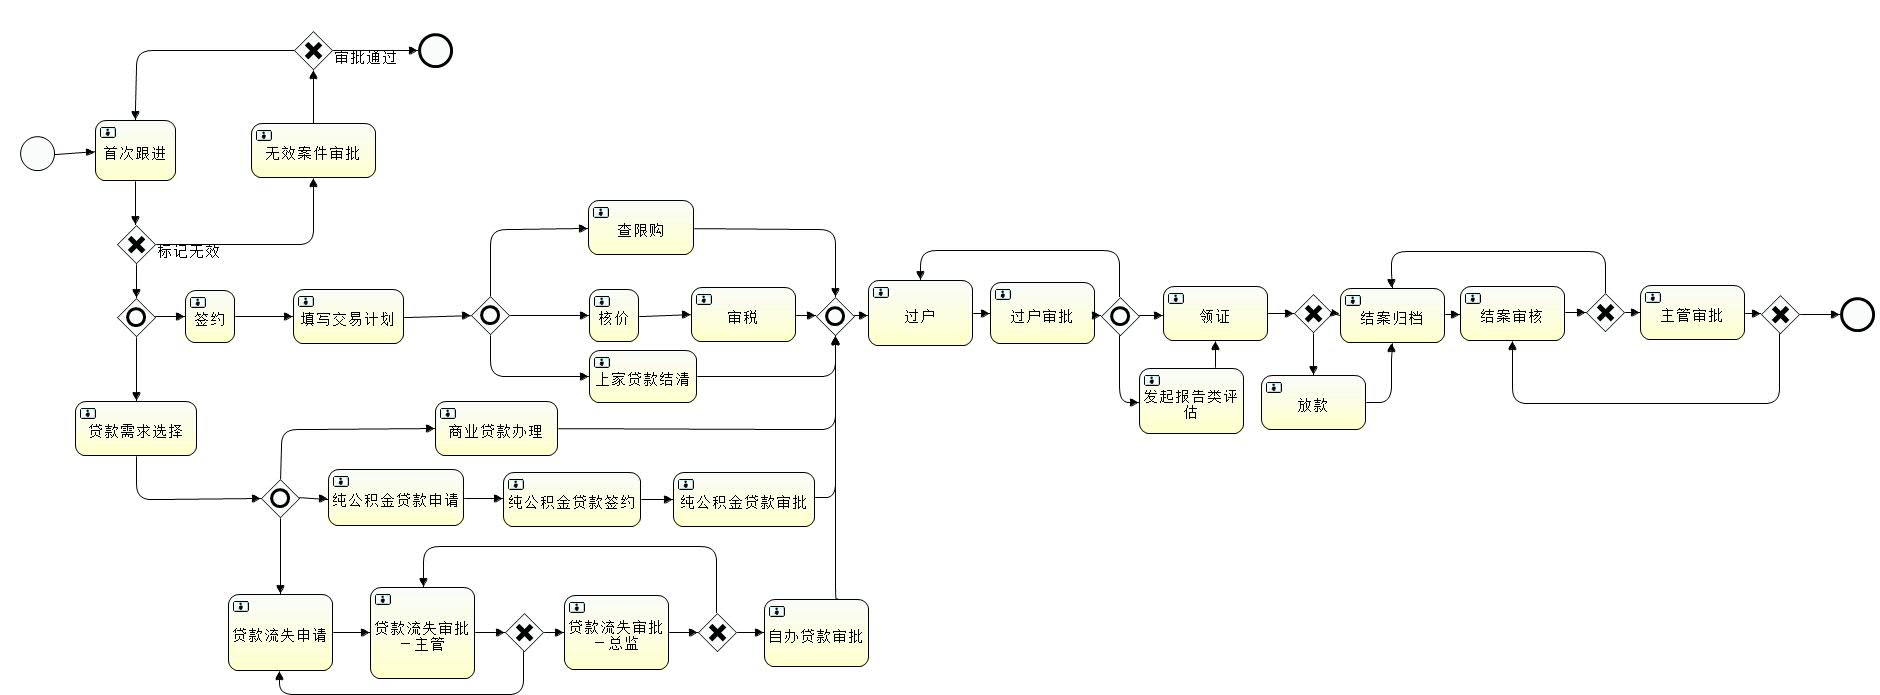 审批通过
首次跟进
无效案件审批
标记无效
查限购
签约
填写交易计划
核价
审税
上家贷款结清
过户
过户审批
领证
结案归档
结案审核
主管审批
发起报告类评
估
放款
贷款需求选择
商业贷款办理
纯公积金贷款申请
纯公积金贷款签约
纯公积金贷款审批
贷款流失申请
贷款流失审批
－主管
贷款流失审批
－总监
自办贷款审批